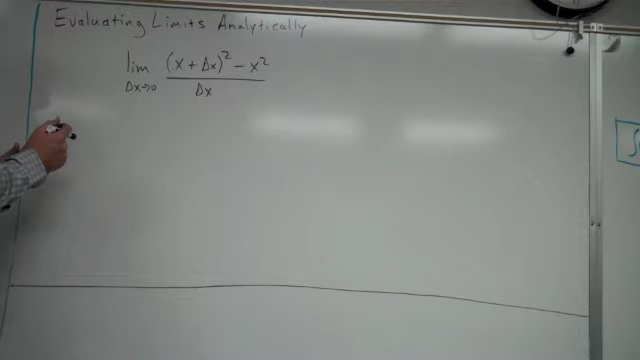 Evaluating Limits Analytically
lim (x + Δx)² − x²
Δx→0 Δx